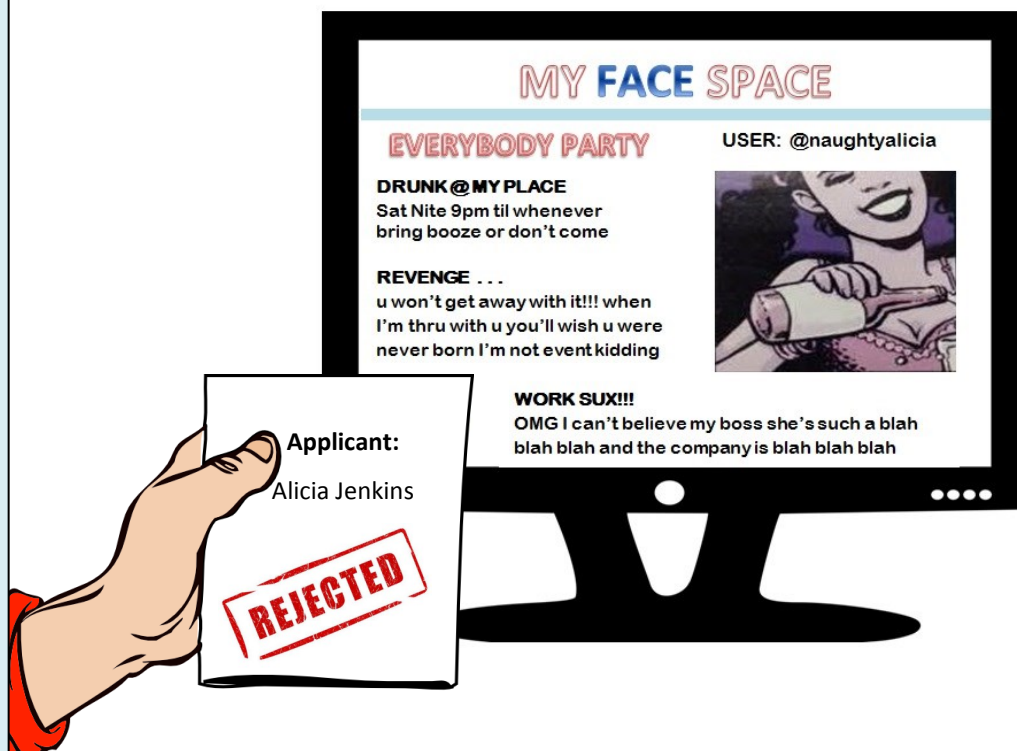 MY FACE SPACE
EVERYBODY PARTY
USER: @naughtyalicia
DRUNK@MY PLACE
Sat Nite 9pm til whenever
bring booze or don't come
REVENGE . . .
u won't get away with it!!! when
I'm thru with u you'll wish u were
never born I'm not event kidding
WORK SUX!!!
OMG I can't believe my boss she's such a blah
blah blah and the company is blah blah blah
Applicant:
Alicia Jenkins
REJECTED